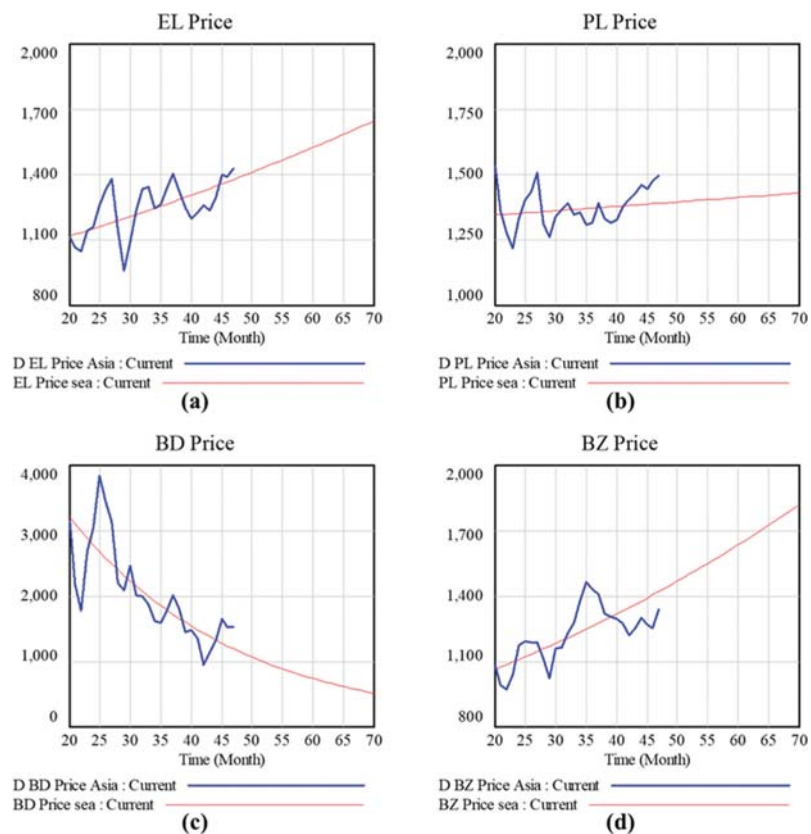 EL Price
2,000
1,700
1,400
1,100
800
20 25 30 35 40 45 50 55 60 65 70
Time (Month)
D EL Price Asia : Current
EL Price sea : Current
(a)
PL Price
2,000
1,750
1,500
1,250
1,000
20 25 30 35 40 45 50 55 60 65 70
Time (Month)
D PL Price Asia : Current
PL Price sea : Current
(b)
BD Price
4,000
3,000
2,000
1,000
0
20 25 30 35 40 45 50 55 60 65 70
Time (Month)
D BD Price Asia : Current
BD Price sea : Current
(c)
BZ Price
2,000
1,700
1,400
1,100
800
20 25 30 35 40 45 50 55 60 65 70
Time (Month)
D BZ Price Asia : Current
BZ Price sea : Current
(d)